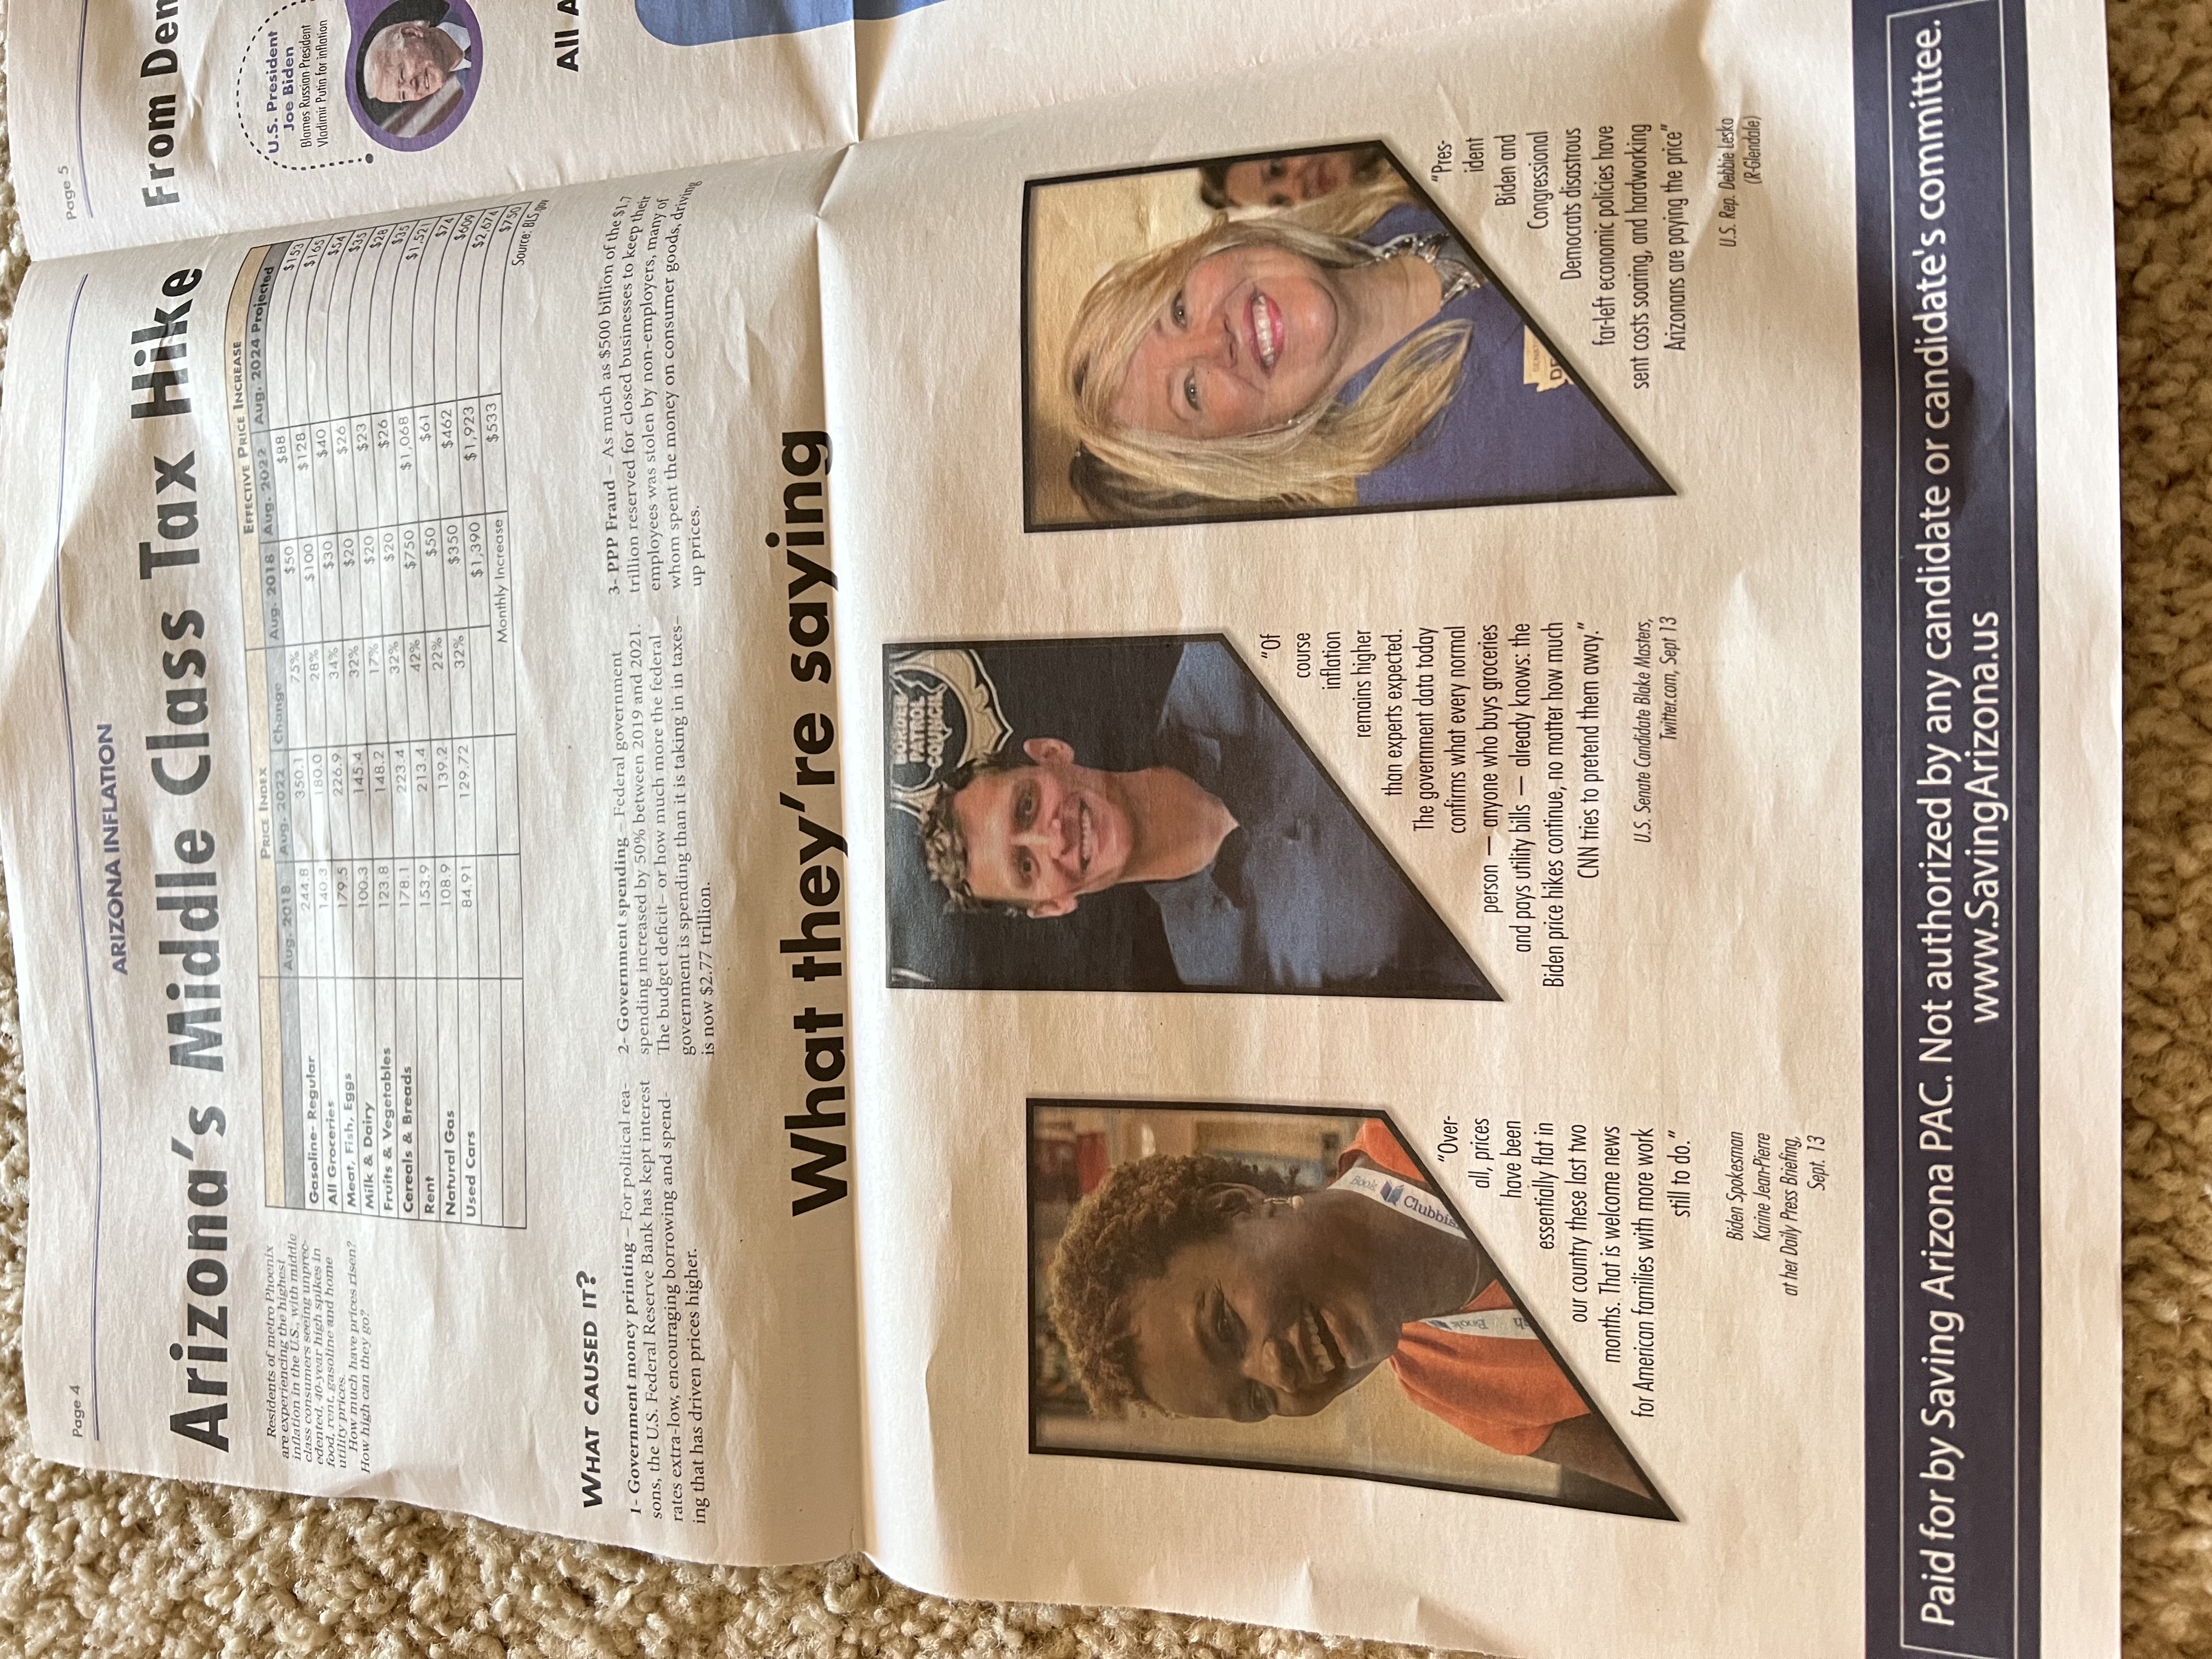 Page 4
ARIZONA INFLATION
Arizona's Middle Class Tax Hike
Residents of metro Phoenix
are experiencing the highest
inflation in the U.S., with middle
class consumers seeing unprec-
edented, 40-year high spikes in
food, rent, gasoline and home
utility prices.
How much have prices risen?
How high can they go?
PRICE INDEX EFFECTIVE PRICE INCREASE
Aug. 2018 Aug. 2022 Change Aug. 2018 Aug. 2022 Aug. 2024 Projected
Gasoline- Regular 244.8 350.1 75% $50 $88 $153
All Groceries 140.3 180.0 28% $100 $128 $165
Meat, Fish, Eggs 179.5 226.9 34% $30 $40 $54
Milk & Dairy 100.3 145.4 32% $20 $26 $35
Fruits & Vegetables 123.8 148.2 17% $20 $23 $28
Cereals & Breads 178.1 223.4 32% $20 $26 $35
Rent 153.9 213.4 42% $750 $1,068 $1,521
Natural Gas 108.9 139.2 22% $50 $61 $74
Used Cars 84.91 129.72 32% $350 $462 $609
$1,390 $1,923 $2,674
Monthly Increase $533 $750
Source: BLS.gov
WHAT CAUSED IT?
1- Government money printing – For political rea-
sons, the U.S. Federal Reserve Bank has kept interest
rates extra-low, encouraging borrowing and spend-
ing that has driven prices higher.
2- Government spending – Federal government
spending increased by 50% between 2019 and 2021.
The budget deficit– or how much more the federal
government is spending than it is taking in in taxes–
is now $2.77 trillion.
3- PPP Fraud – As much as $500 billion of the $1.7
trillion reserved for closed businesses to keep their
employees was stolen by non-employers, many of
whom spent the money on consumer goods, driving
up prices.
What they're saying
BORDER
PATROL
COUNCIL
Book
Clubbi
Book
SENAT
DE
"Over-
all, prices
have been
essentially flat in
our country these last two
months. That is welcome news
for American families with more work
still to do."
Biden Spokesman
Karine Jean-Pierre
at her Daily Press Briefing,
Sept. 13
"Of
course
inflation
remains higher
than experts expected.
The government data today
confirms what every normal
person — anyone who buys groceries
and pays utility bills — already knows: the
Biden price hikes continue, no matter how much
CNN tries to pretend them away."
U.S. Senate Candidate Blake Masters,
Twitter.com, Sept 13
"Pres-
ident
Biden and
Congressional
Democrats disastrous
far-left economic policies have
sent costs soaring, and hardworking
Arizonans are paying the price"
U.S. Rep. Debbie Lesko
(R-Glendale)
Paid for by Saving Arizona PAC. Not authorized by any candidate or candidate's committee.
www.SavingArizona.us
Page 5
From Dem
U.S. President
Joe Biden
Blames Russian President
Vladimir Putin for inflation
All A